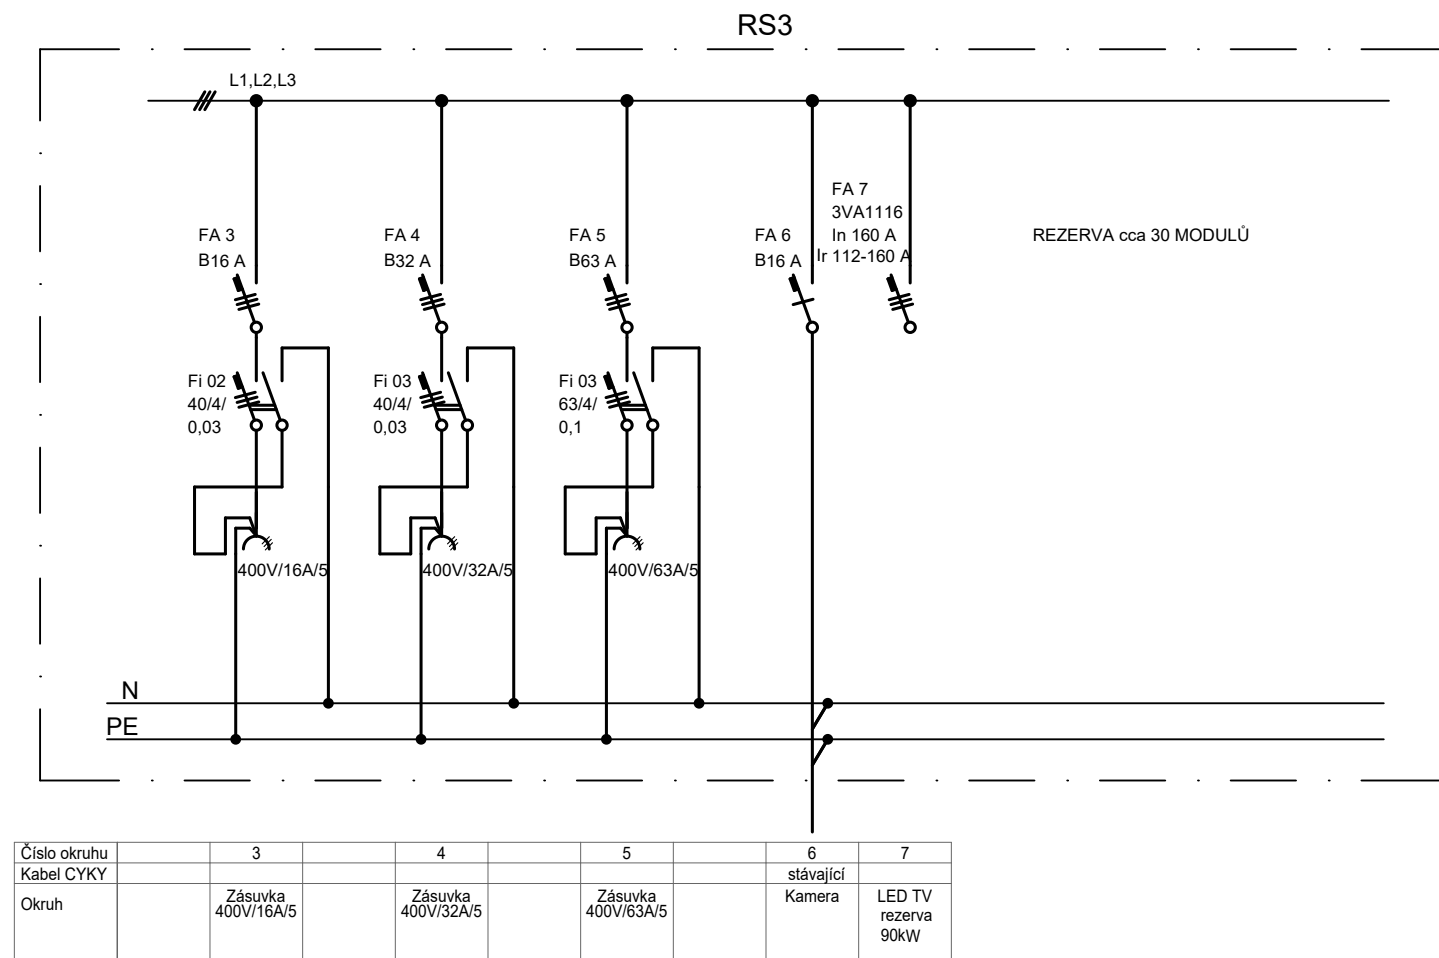 RS3
L1,L2,L3
FA 3
B16 A
FA 4
B32 A
FA 5
B63 A
FA 6
B16 A
FA 7
3VA1116
In 160 A
Ir 112-160 A
REZERVA cca 30 MODULŮ
Fi 02
40/4/
0,03
Fi 03
40/4/
0,03
Fi 03
63/4/
0,1
400V/16A/5
400V/32A/5
400V/63A/5
N
PE
Číslo okruhu 3 4 5 6 7
Kabel CYKY stávající
Okruh
Zásuvka
400V/16A/5
Zásuvka
400V/32A/5
Zásuvka
400V/63A/5
Kamera
LED TV
rezerva
90kW